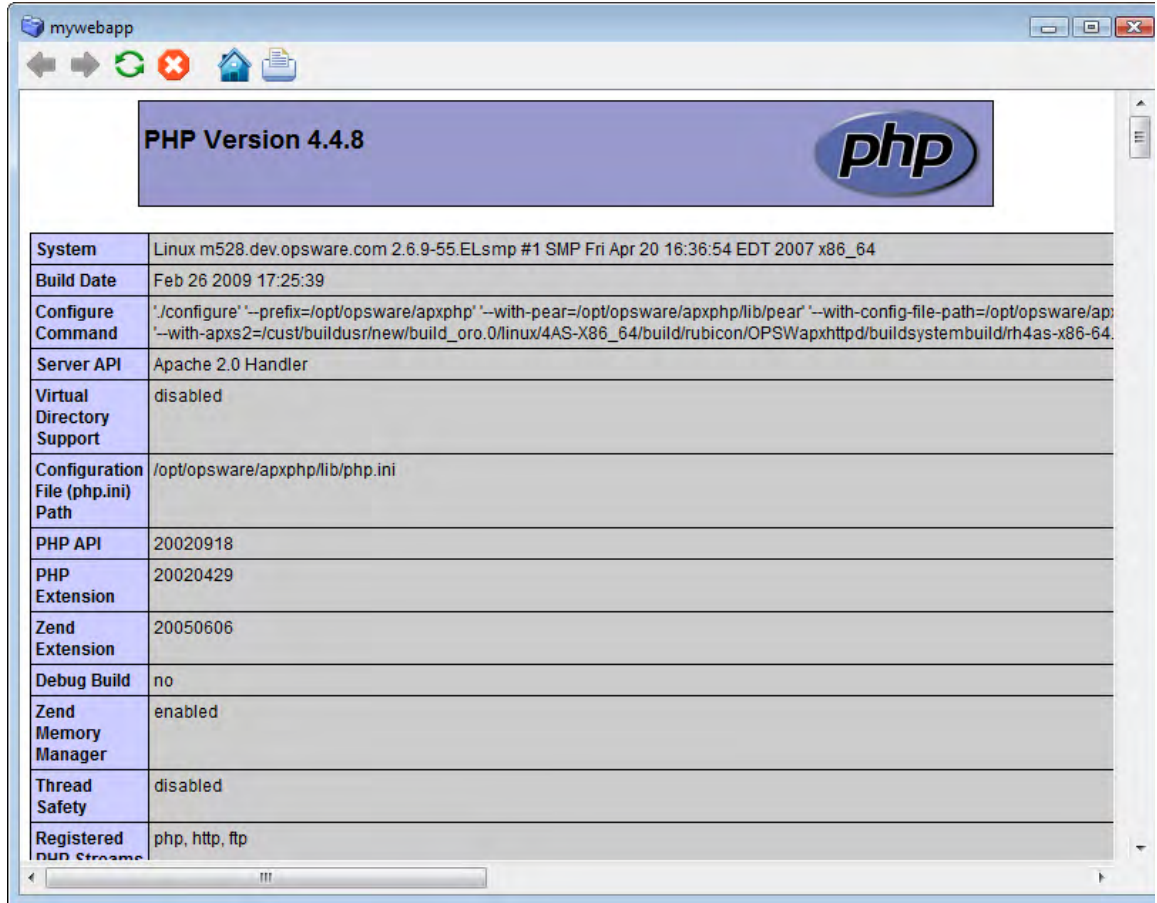 mywebapp
PHP Version 4.4.8
php
System Linux m528.dev.opsware.com 2.6.9-55.ELsmp #1 SMP Fri Apr 20 16:36:54 EDT 2007 x86_64
Build Date Feb 26 2009 17:25:39
Configure './configure' '--prefix=/opt/opsware/apxphp' '--with-pear=/opt/opsware/apxphp/lib/pear' '--with-config-file-path=/opt/opsware/apx
Command '--with-apxs2=/cust/buildusr/new/build_oro.0/linux/4AS-X86_64/build/rubicon/OPSWapxhttpd/buildsystembuild/rh4as-x86-64.
Server API Apache 2.0 Handler
Virtual disabled
Directory
Support
Configuration /opt/opsware/apxphp/lib/php.ini
File (php.ini)
Path
PHP API 20020918
PHP 20020429
Extension
Zend 20050606
Extension
Debug Build no
Zend enabled
Memory
Manager
Thread disabled
Safety
Registered php, http, ftp
PHP Streams